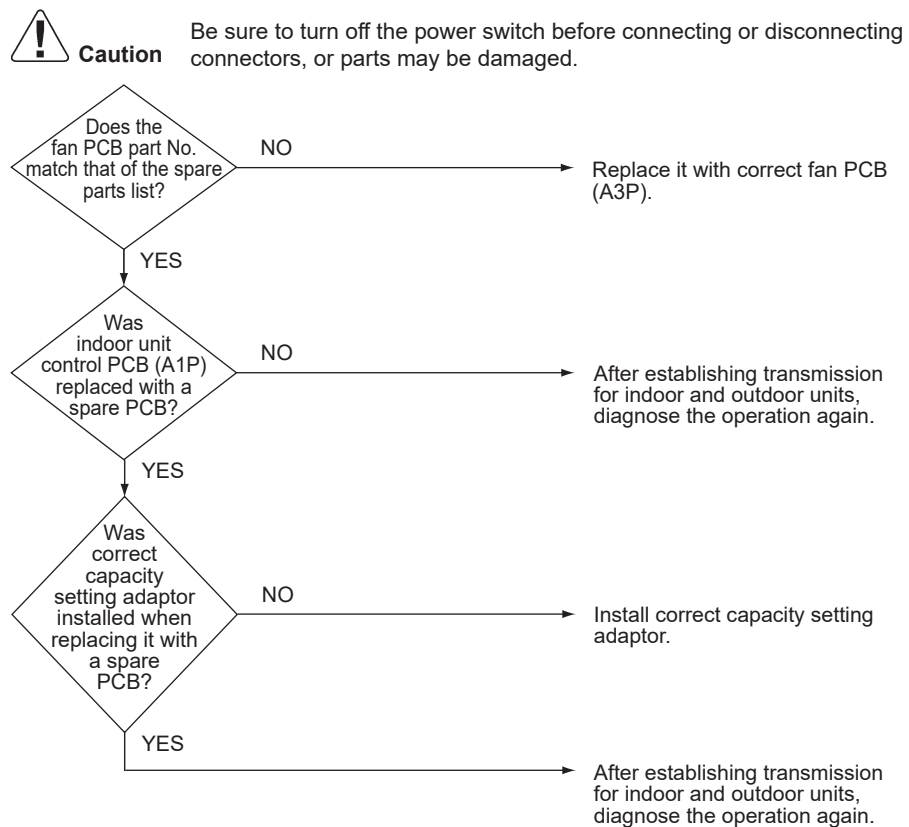 Caution
Be sure to turn off the power switch before connecting or disconnecting
connectors, or parts may be damaged.
Does the
fan PCB part No.
match that of the spare
parts list?
NO
Replace it with correct fan PCB
(A3P).
YES
Was
indoor unit
control PCB (A1P)
replaced with a
spare PCB?
NO
After establishing transmission
for indoor and outdoor units,
diagnose the operation again.
YES
Was
correct
capacity
setting adaptor
installed when
replacing it with
a spare
PCB?
NO
Install correct capacity setting
adaptor.
YES
After establishing transmission
for indoor and outdoor units,
diagnose the operation again.